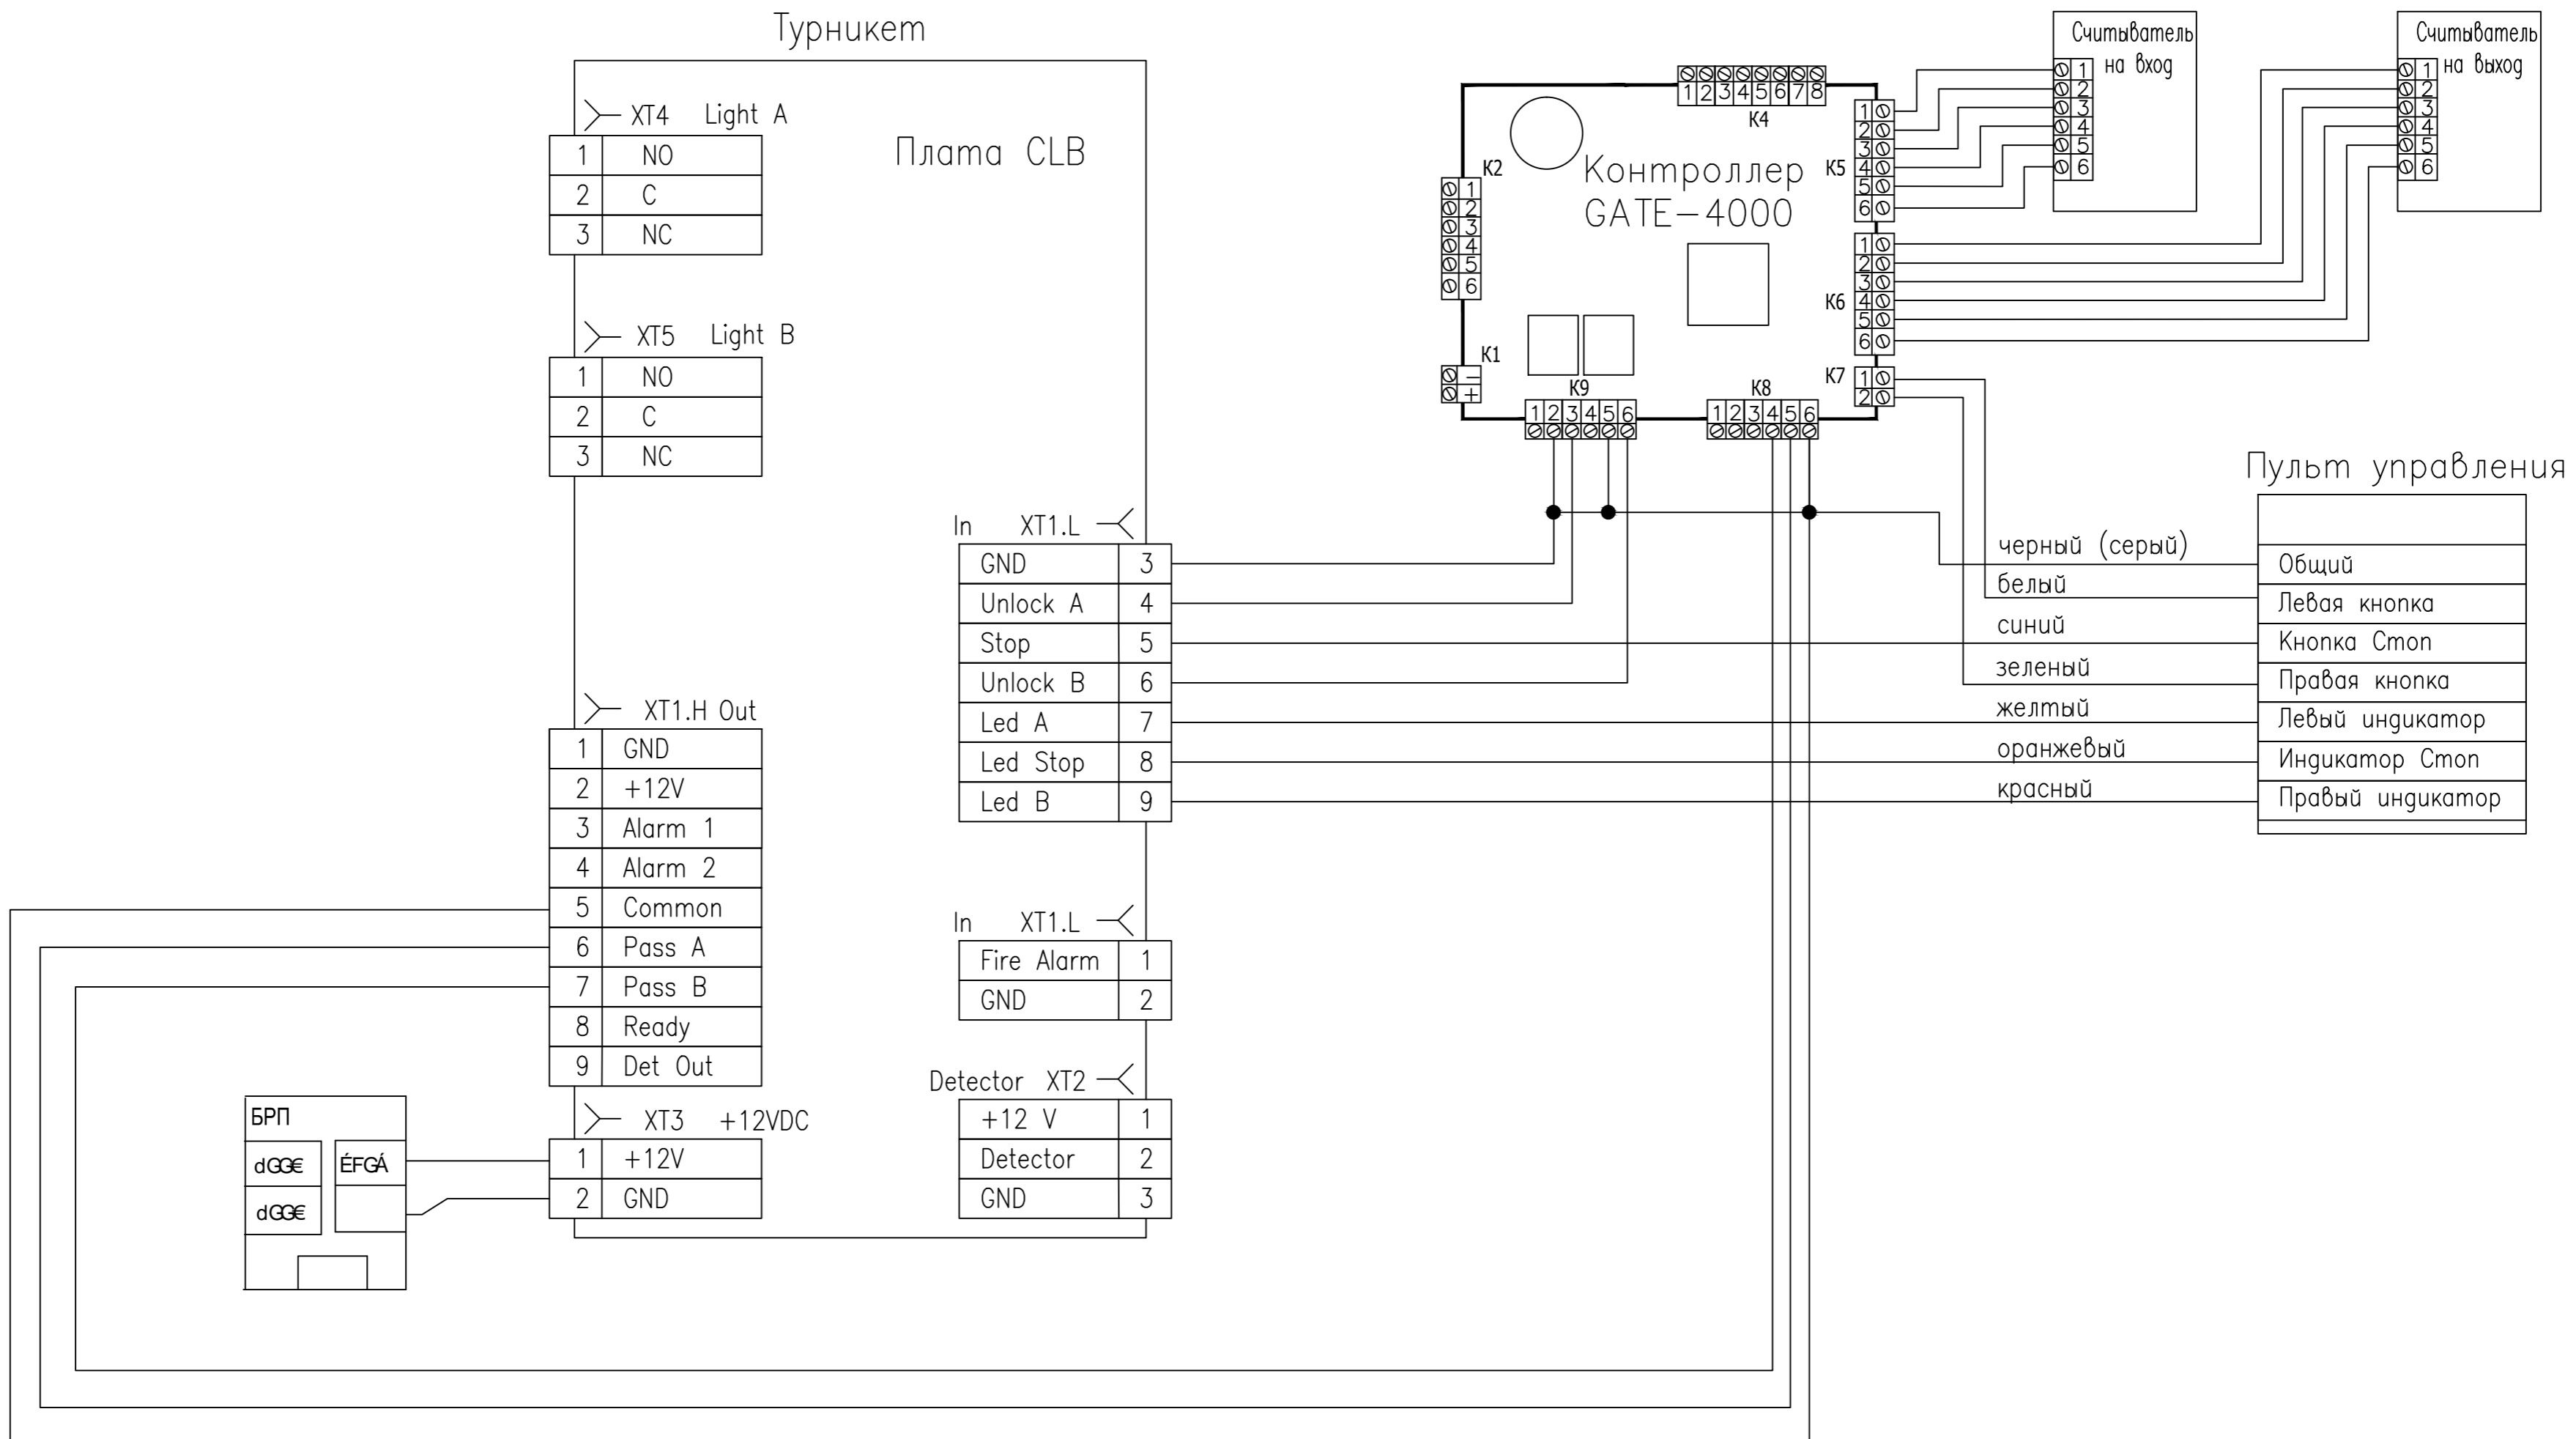 Турникет
Плата CLB
XT4 Light A
1 NO
2 C
3 NC
XT5 Light B
1 NO
2 C
3 NC
XT1.H Out
1 GND
2 +12V
3 Alarm 1
4 Alarm 2
5 Common
6 Pass A
7 Pass B
8 Ready
9 Det Out
XT3 +12VDC
1 +12V
2 GND
БРП
dGG€ ÉFGÁ
dGG€
In XT1.L
GND 3
Unlock A 4
Stop 5
Unlock B 6
Led A 7
Led Stop 8
Led B 9
In XT1.L
Fire Alarm 1
GND 2
Detector XT2
+12 V 1
Detector 2
GND 3
Контроллер
GATE-4000
1 2 3 4 5 6 7 8
K4
K2
1
2
3
4
5
6
K1
-
+
K9
1 2 3 4 5 6
K8
1 2 3 4 5 6
K5
1
2
3
4
5
6
K6
1
2
3
4
5
6
K7
1
2
Считыватель
на вход
1
2
3
4
5
6
Считыватель
на выход
1
2
3
4
5
6
Пульт управления
черный (серый) Общий
белый Левая кнопка
синий Кнопка Стоп
зеленый Правая кнопка
желтый Левый индикатор
оранжевый Индикатор Стоп
красный Правый индикатор